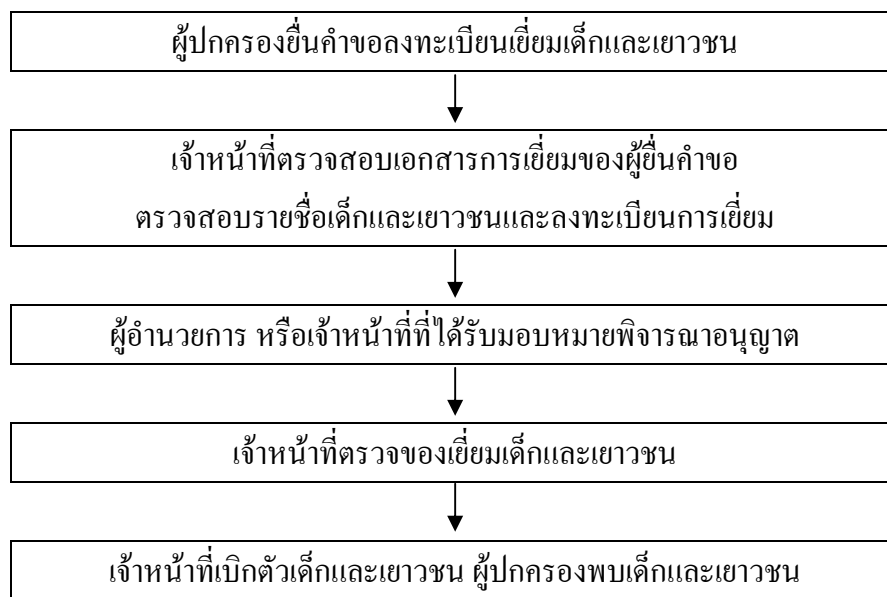 ผู้ปกครองยื่นคำขอลงทะเบียนเยี่ยมเด็กและเยาวชน
เจ้าหน้าที่ตรวจสอบเอกสารการเยี่ยมของผู้ยื่นคำขอ
ตรวจสอบรายชื่อเด็กและเยาวชนและลงทะเบียนการเยี่ยม
ผู้อำนวยการ หรือเจ้าหน้าที่ที่ได้รับมอบหมายพิจารณาอนุญาต
เจ้าหน้าที่ตรวจของเยี่ยมเด็กและเยาวชน
เจ้าหน้าที่เบิกตัวเด็กและเยาวชน ผู้ปกครองพบเด็กและเยาวชน